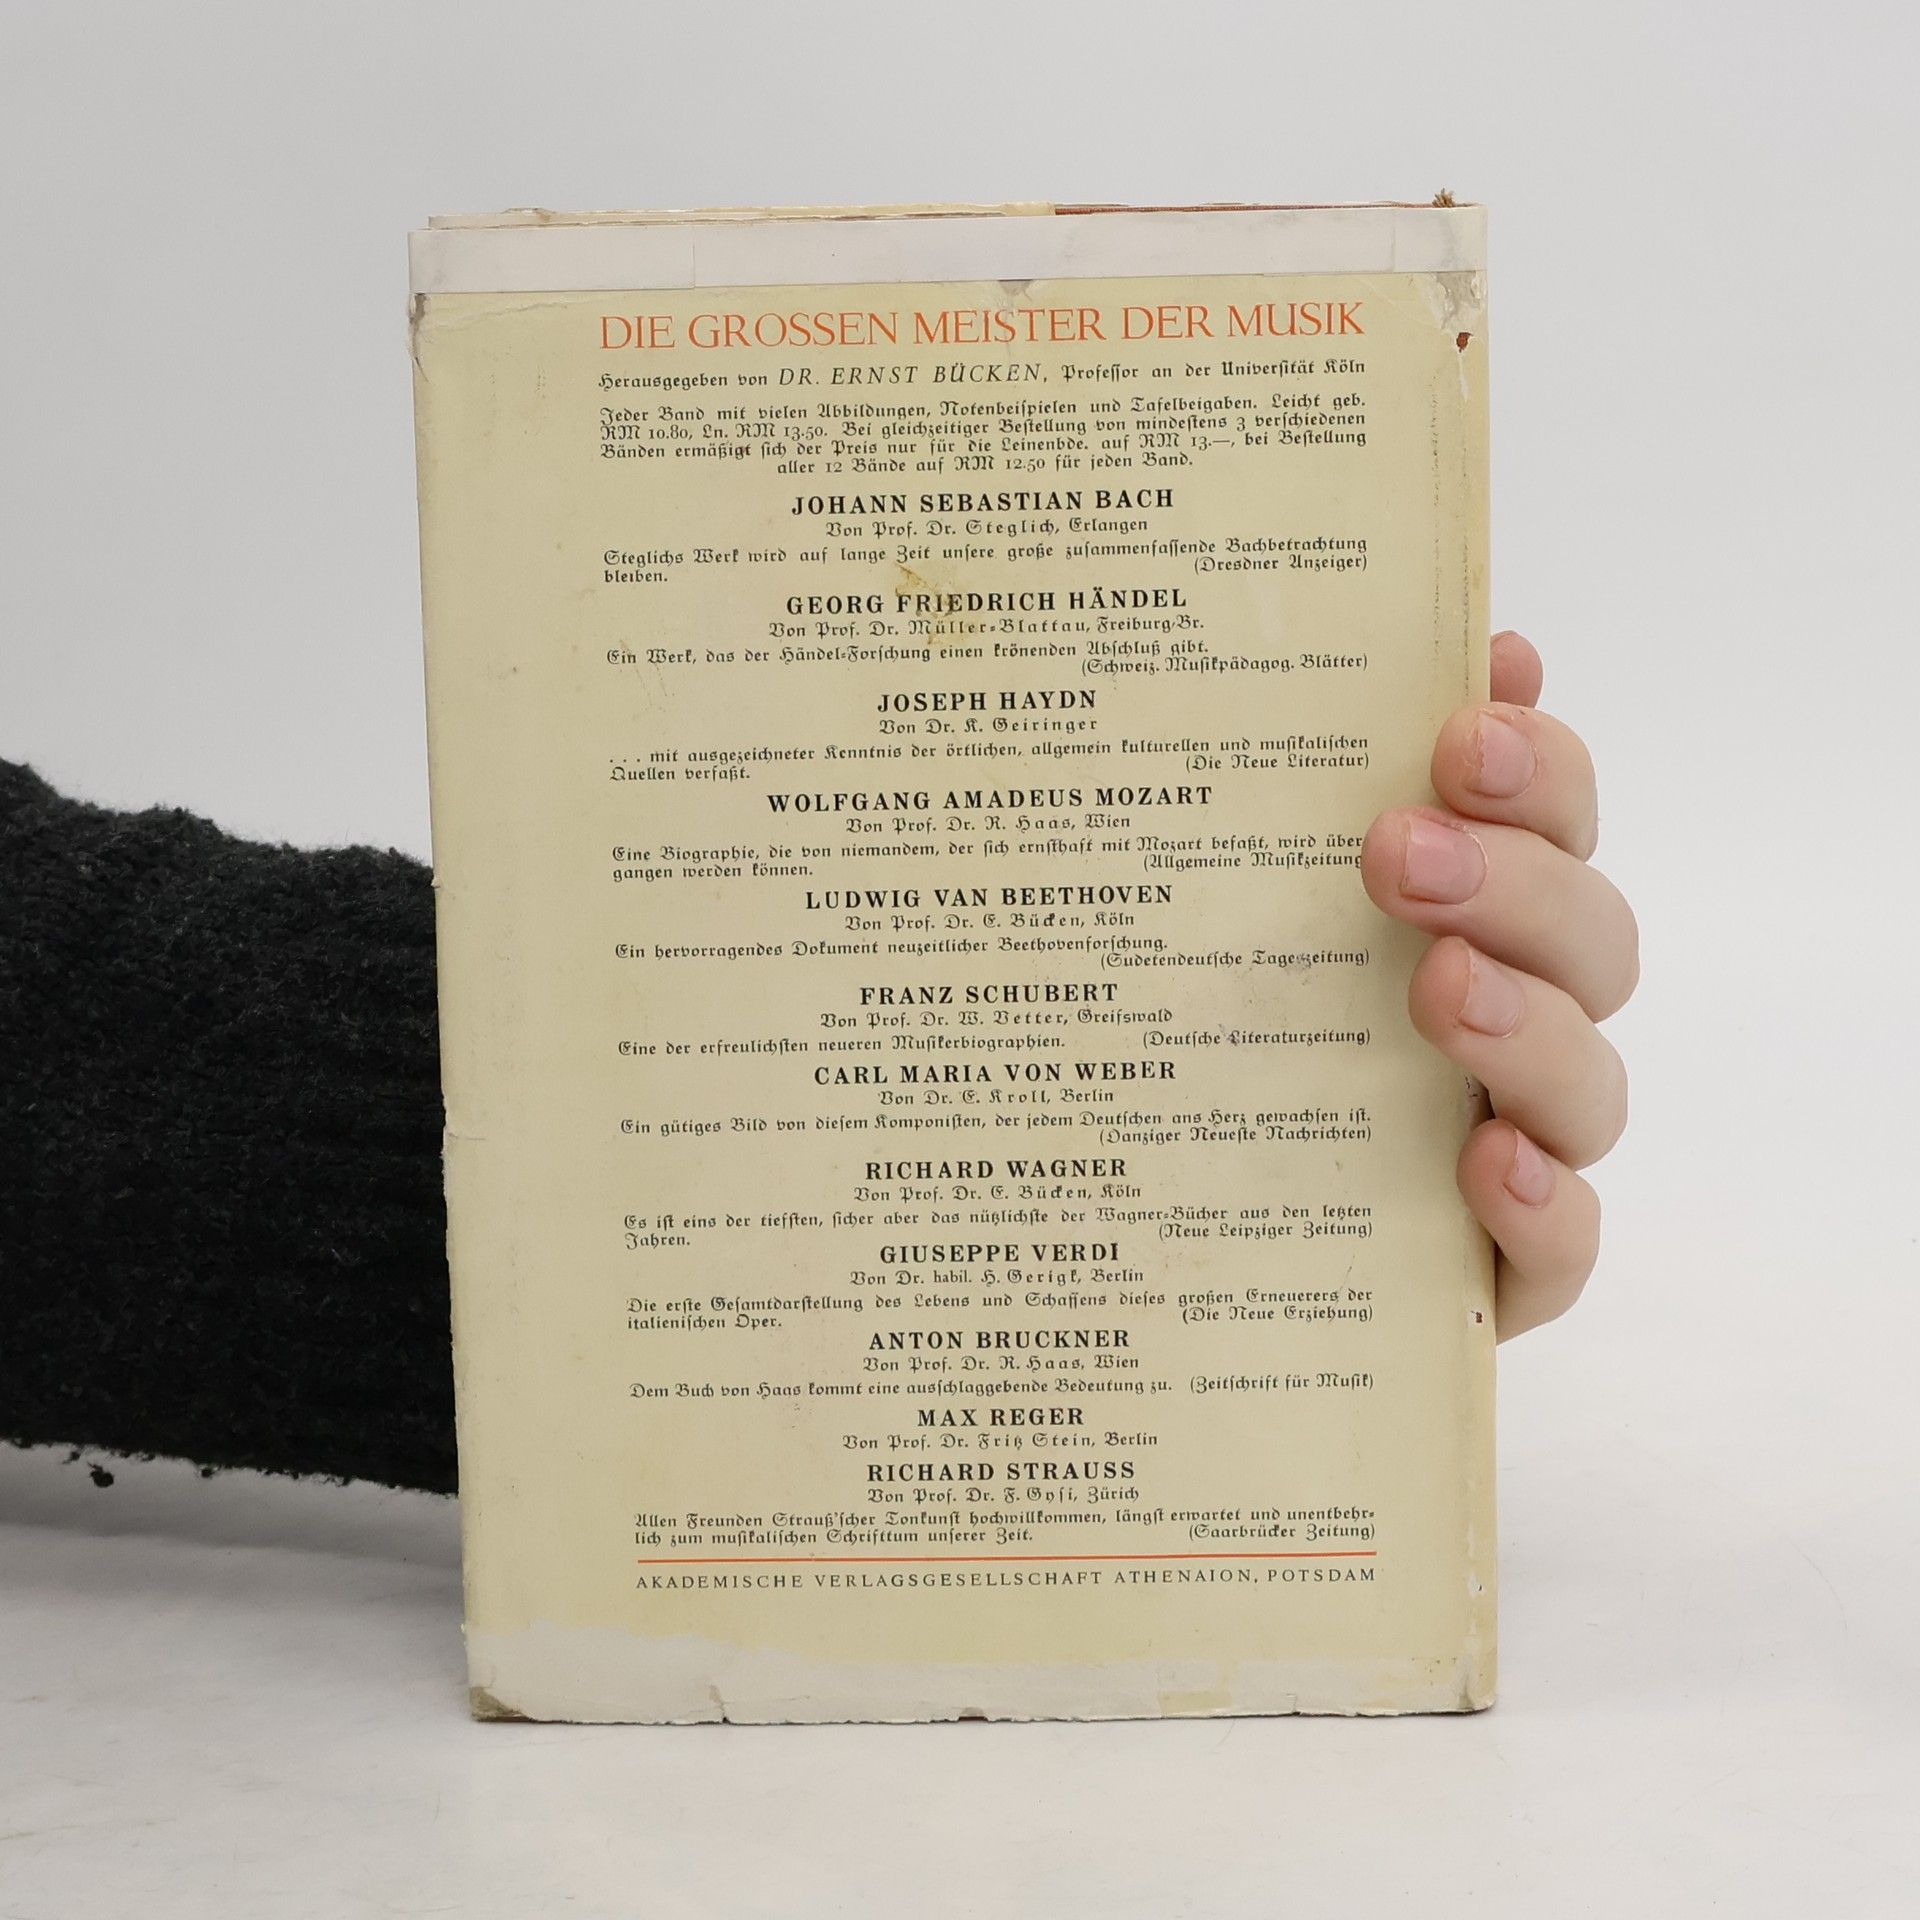 DIE GROSSEN MEISTER DER MUSIK
Herausgegeben von DR. ERNST BÜCKEN, Professor an der Universität Köln
Jeder Band mit vielen Abbildungen, Notenbeispielen und Tafelbeigaben. Leicht geb.
RM 10.80, Ln. RM 13.50. Bei gleichzeitiger Bestellung von mindestens 3 verschiedenen
Bänden ermäßigt sich der Preis nur für die Leinenbde. auf RM 13.—, bei Bestellung
aller 12 Bände auf RM 12.50 für jeden Band.
JOHANN SEBASTIAN BACH
Von Prof. Dr. Steglich, Erlangen
Steglichs Werk wird auf lange Zeit unsere große zusammenfassende Bachbetrachtung
bleiben. (Dresdner Anzeiger)
GEORG FRIEDRICH HÄNDEL
Von Prof. Dr. Müller-Blattau, Freiburg/Br.
Ein Werk, das der Händel-Forschung einen krönenden Abschluß gibt.
(Schweiz. Musikpädagog. Blätter)
JOSEPH HAYDN
Von Dr. K. Geiringer
. . . mit ausgezeichneter Kenntnis der örtlichen, allgemein kulturellen und musikalischen
Quellen verfaßt. (Die Neue Literatur)
WOLFGANG AMADEUS MOZART
Von Prof. Dr. R. Haas, Wien
Eine Biographie, die von niemandem, der sich ernsthaft mit Mozart befaßt, wird über
gangen werden können. (Allgemeine Musikzeitung
LUDWIG VAN BEETHOVEN
Von Prof. Dr. E. Bücken, Köln
Ein hervorragendes Dokument neuzeitlicher Beethovenforschung.
(Sudetendeutsche Tageszeitung)
FRANZ SCHUBERT
Von Prof. Dr. W. Vetter, Greifswald
Eine der erfreulichsten neueren Musikerbiographien. (Deutsche Literaturzeitung)
CARL MARIA VON WEBER
Von Dr. E. Kroll, Berlin
Ein gütiges Bild von diesem Komponisten, der jedem Deutschen ans Herz gewachsen ist.
(Danziger Neueste Nachrichten)
RICHARD WAGNER
Von Prof. Dr. E. Bücken, Köln
Es ist eins der tiefsten, sicher aber das nützlichste der Wagner-Bücher aus den letzten
Jahren. (Neue Leipziger Zeitung)
GIUSEPPE VERDI
Von Dr. habil. H. Gerigk, Berlin
Die erste Gesamtdarstellung des Lebens und Schaffens dieses großen Erneuerers der
italienischen Oper. (Die Neue Erziehung)
ANTON BRUCKNER
Von Prof. Dr. R. Haas, Wien
Dem Buch von Haas kommt eine ausschlaggebende Bedeutung zu. (Zeitschrift für Musik)
MAX REGER
Von Prof. Dr. Fritz Stein, Berlin
RICHARD STRAUSS
Von Prof. Dr. F. Gysi, Zürich
Allen Freunden Strauß'scher Tonkunst hochwillkommen, längst erwartet und unentbehr-
lich zum musikalischen Schrifttum unserer Zeit. (Saarbrücker Zeitung)
AKADEMISCHE VERLAGSGESELLSCHAFT ATHENAION, POTSDAM